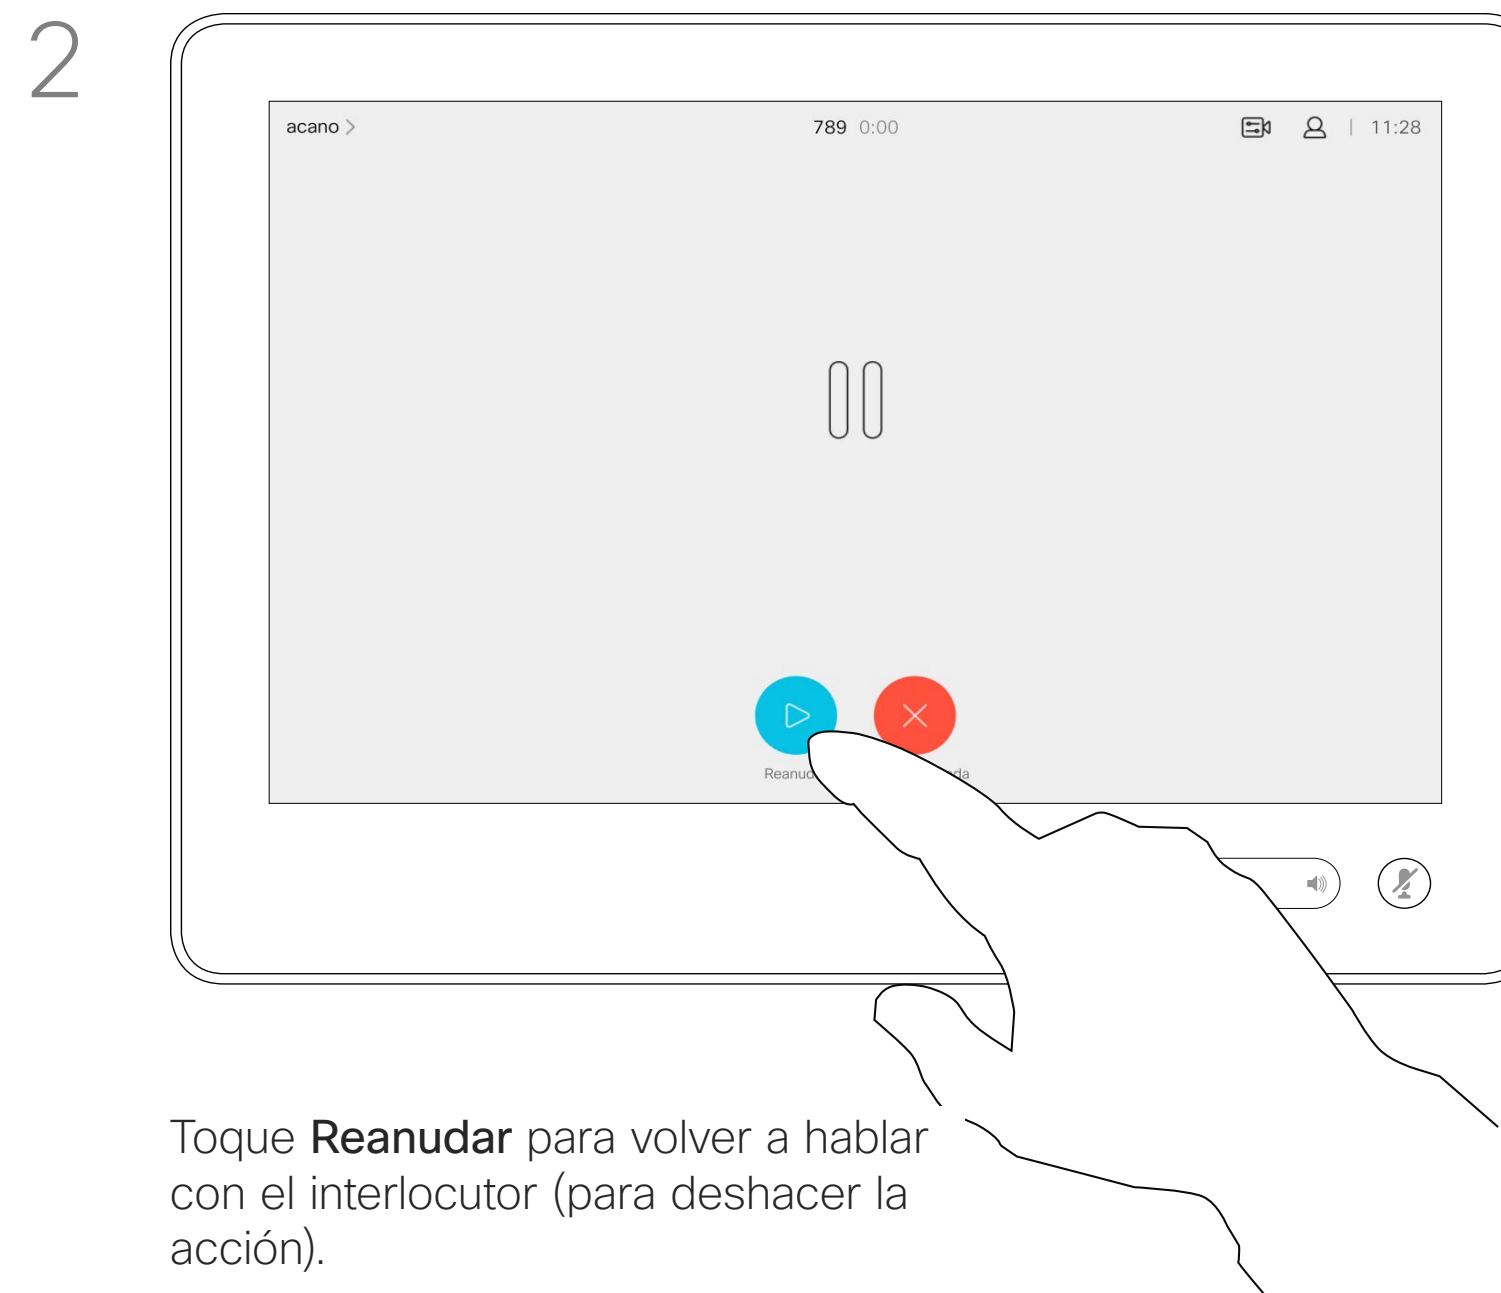 2
acano
789 0:00
11:28
Toque Reanudar para volver a hablar
con el interlocutor (para deshacer la
acción).